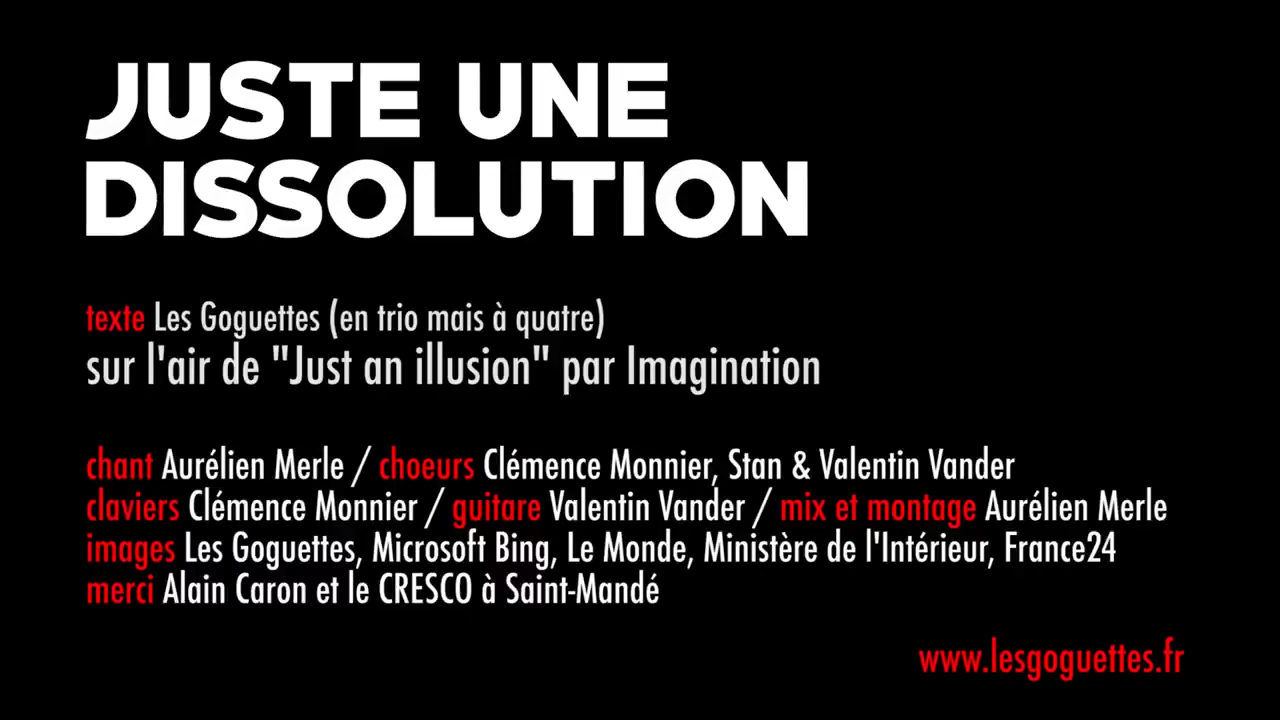 JUSTE UNE
DISSOLUTION
texte Les Goguettes (en trio mais à quatre)
sur l'air de "Just an illusion" par Imagination
chant Aurélien Merle / choeurs Clémence Monnier, Stan & Valentin Vander
claviers Clémence Monnier / guitare Valentin Vander / mix et montage Aurélien Merle
images Les Goguettes, Microsoft Bing, Le Monde, Ministère de l'Intérieur, France24
merci Alain Caron et le CRESCO à Saint-Mandé
www.lesgoguettes.fr